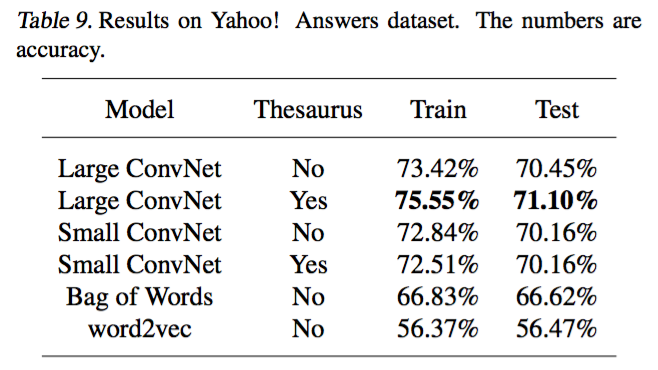 Table 9. Results on Yahoo! Answers dataset. The numbers are
accuracy.
Model Thesaurus Train Test
Large ConvNet No 73.42% 70.45%
Large ConvNet Yes 75.55% 71.10%
Small ConvNet No 72.84% 70.16%
Small ConvNet Yes 72.51% 70.16%
Bag of Words No 66.83% 66.62%
word2vec No 56.37% 56.47%